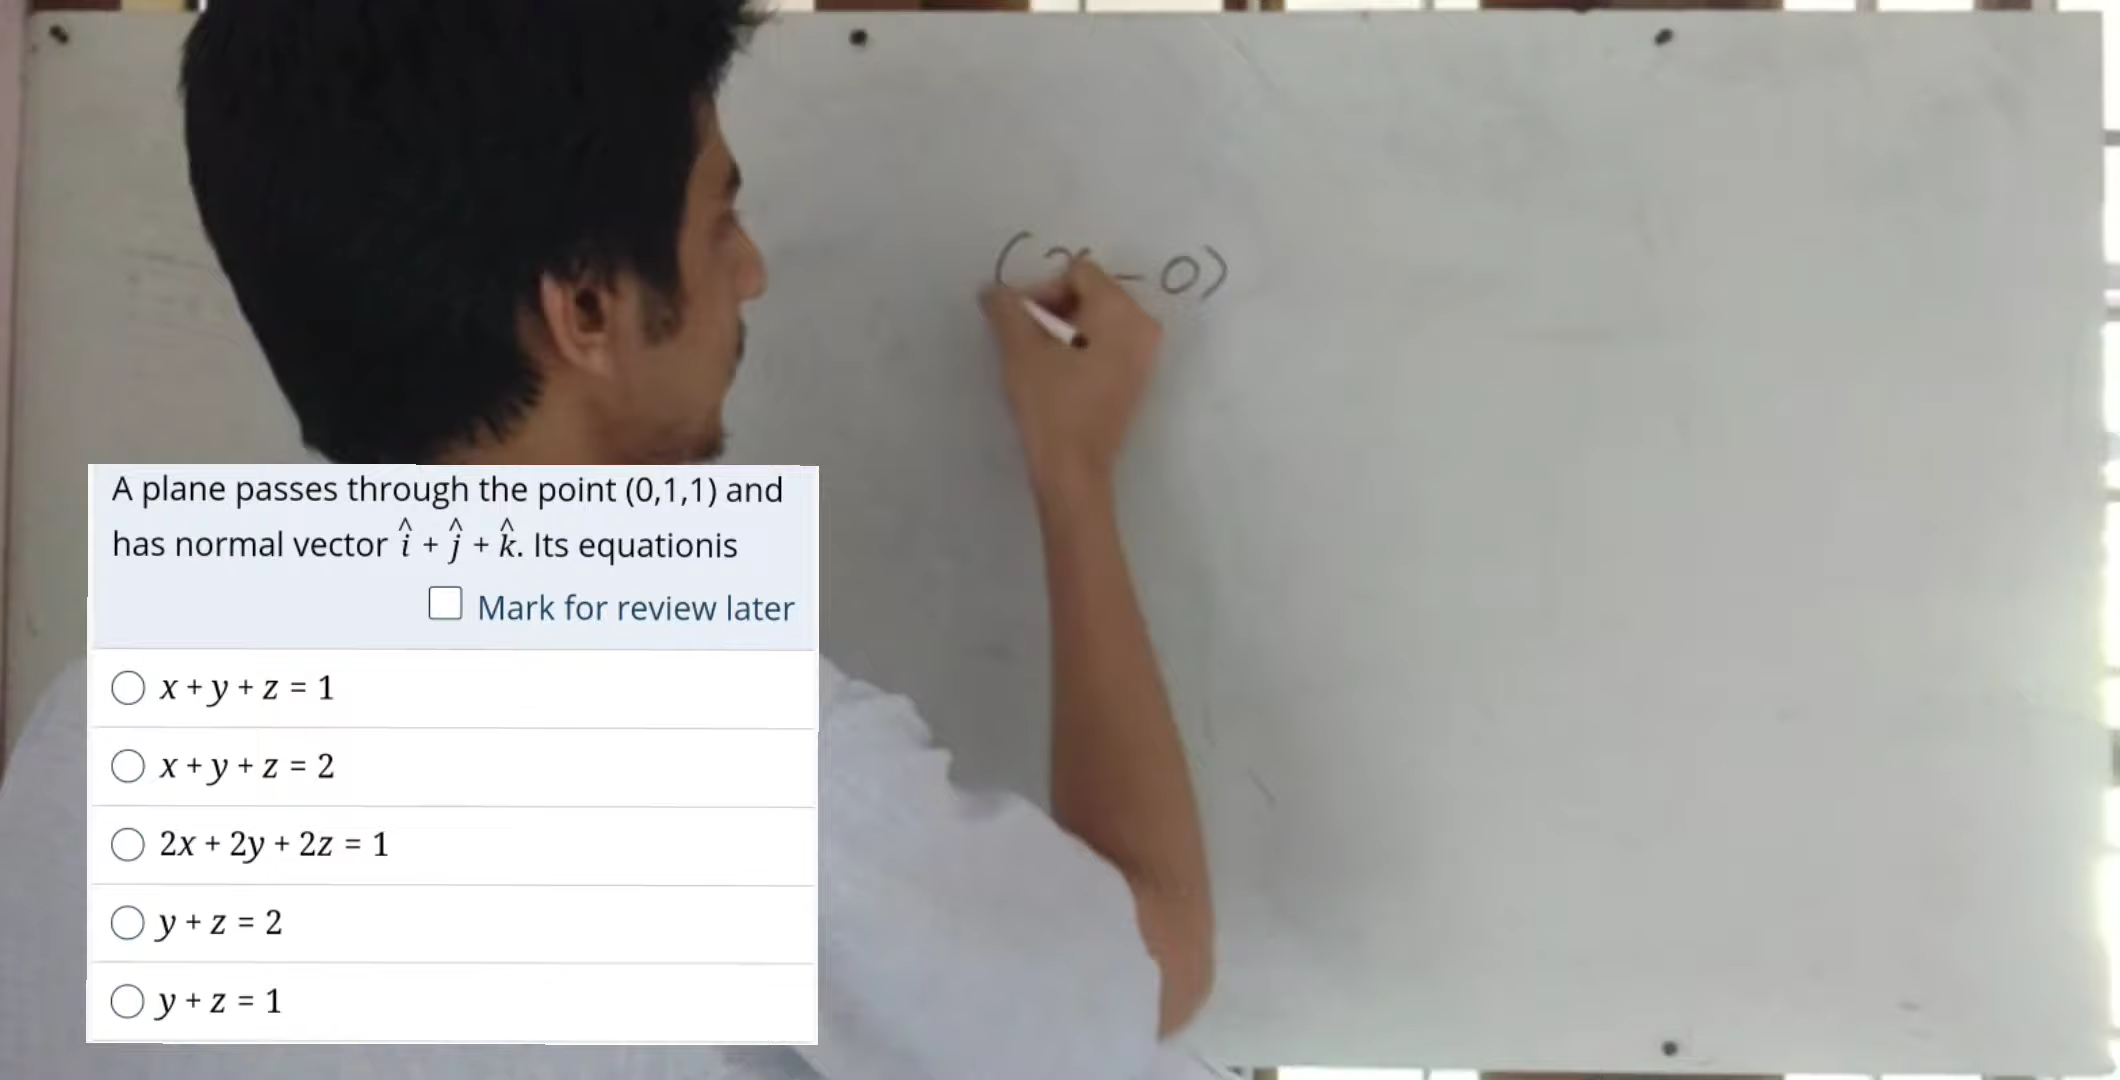 (x-0)
A plane passes through the point (0,1,1) and
has normal vector î + ĵ + k̂. Its equationis
Mark for review later
x + y + z = 1
x + y + z = 2
2x + 2y + 2z = 1
y + z = 2
y + z = 1